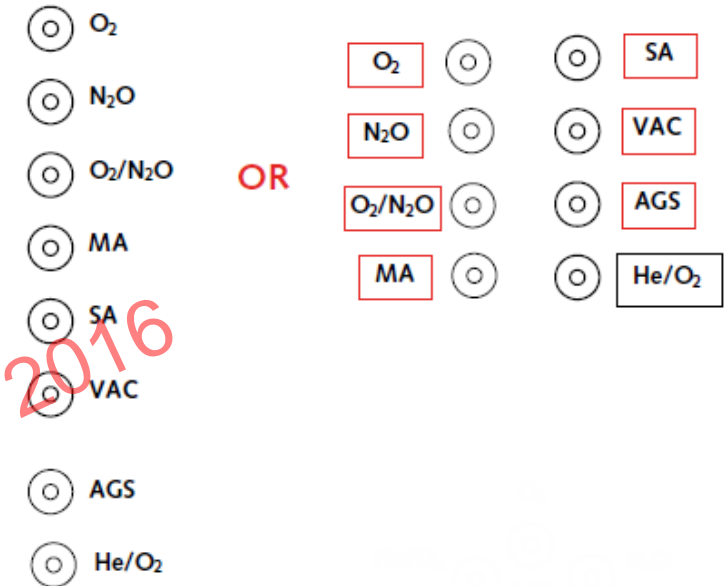 O₂
N₂O
O₂/N₂O
MA
SA
VAC
AGS
He/O₂
OR
O₂ SA
N₂O VAC
O₂/N₂O AGS
MA He/O₂
2016